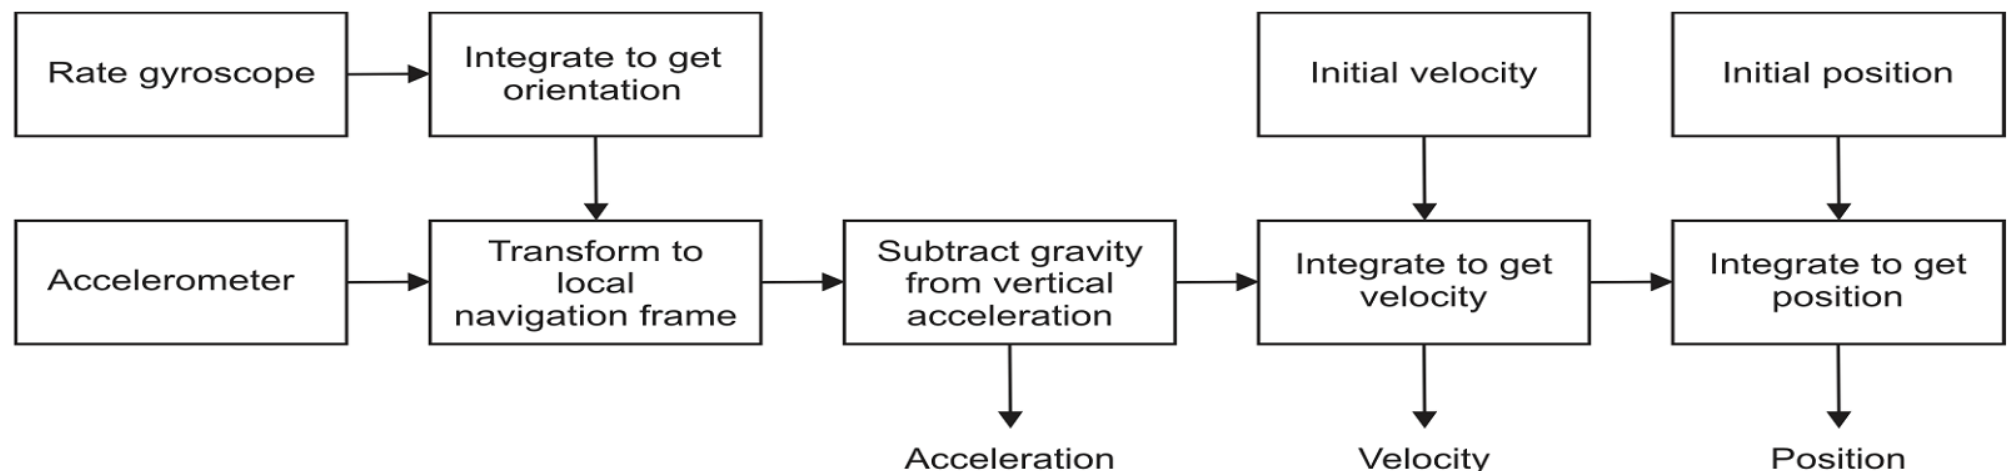 Rate gyroscope
Integrate to get
orientation
Initial velocity
Initial position
Accelerometer
Transform to
local
navigation frame
Subtract gravity
from vertical
acceleration
Integrate to get
velocity
Integrate to get
position
Acceleration
Velocity
Position